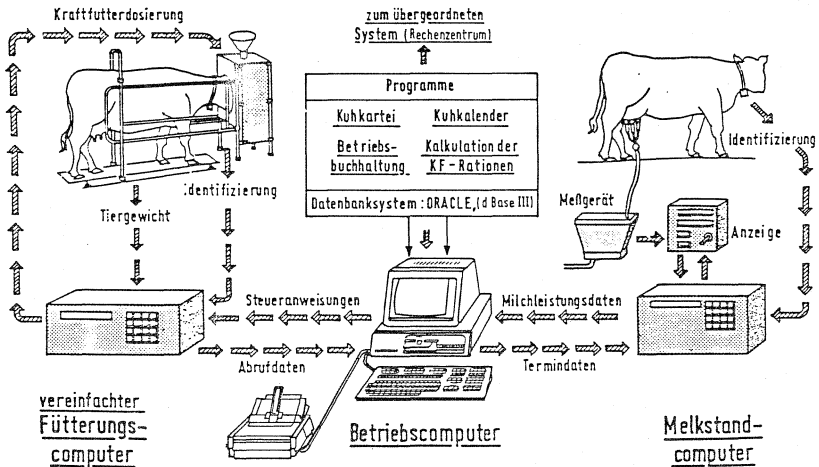 Kraftfutterdosierung
zum übergeordneten
System (Rechenzentrum)
Programme
Kuhkartei
Kuhkalender
Betriebs-
buchhaltung
Kalkulation der
KF-Rationen
Datenbanksystem: ORACLE,(d Base III)
Identifizierung
Tiergewicht
Identifizierung
Meßgerät
Anzeige
Steueranweisungen
Milchleistungsdaten
Abrufdaten
Termindaten
vereinfachter
Fütterungs-
computer
Betriebscomputer
Melkstand-
computer